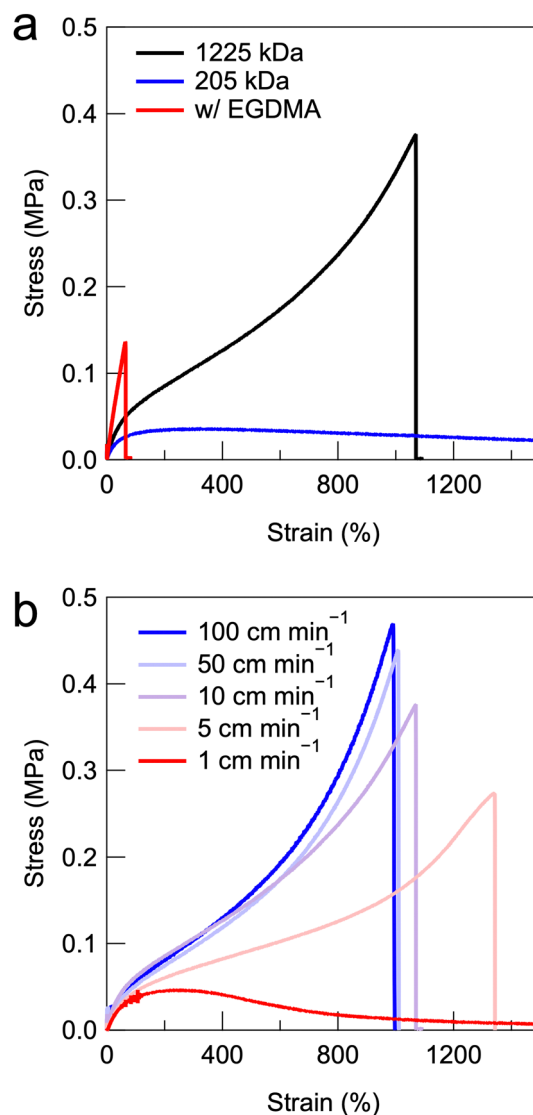 a
0.5
1225 kDa
205 kDa
w/ EGDMA
0.4
0.3
Stress (MPa)
0.2
0.1
0.0
0 400 800 1200
Strain (%)
b
0.5
100 cm min⁻¹
50 cm min⁻¹
10 cm min⁻¹
5 cm min⁻¹
1 cm min⁻¹
0.4
0.3
Stress (MPa)
0.2
0.1
0.0
0 400 800 1200
Strain (%)